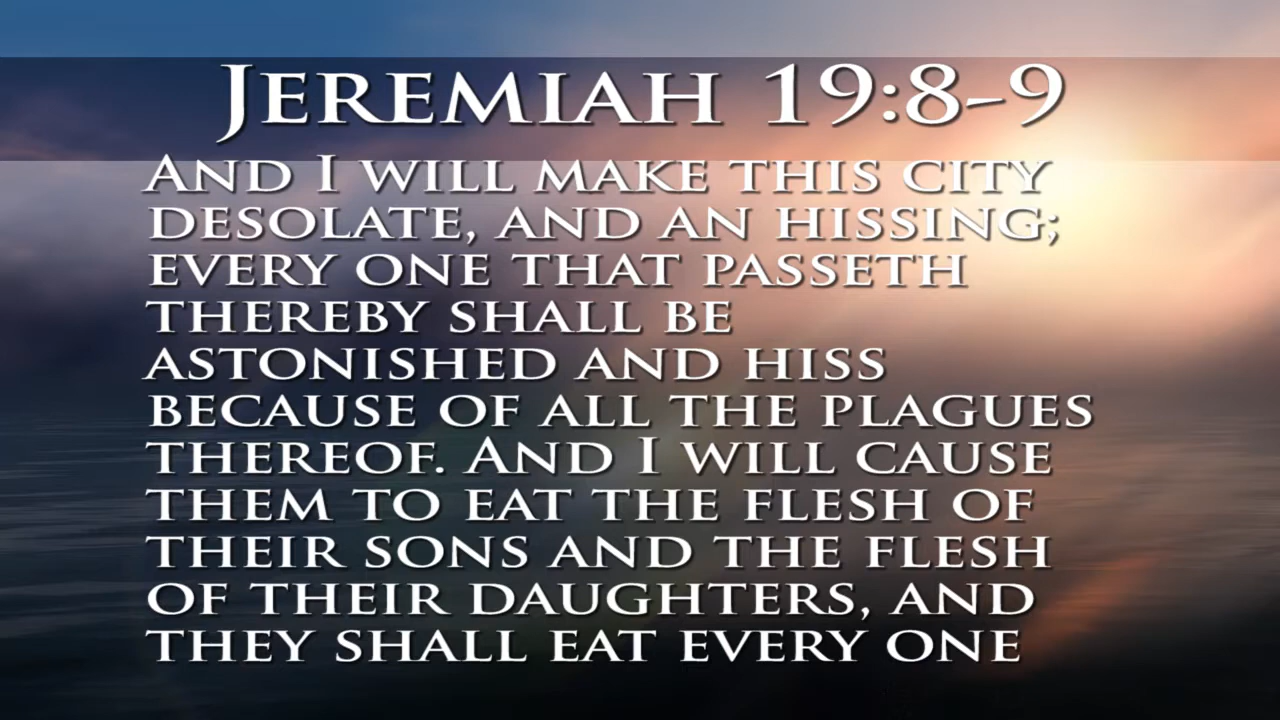 Jeremiah 19:8-9
And I will make this city
desolate, and an hissing;
every one that passeth
thereby shall be
astonished and hiss
because of all the plagues
thereof. And I will cause
them to eat the flesh of
their sons and the flesh
of their daughters, and
they shall eat every one